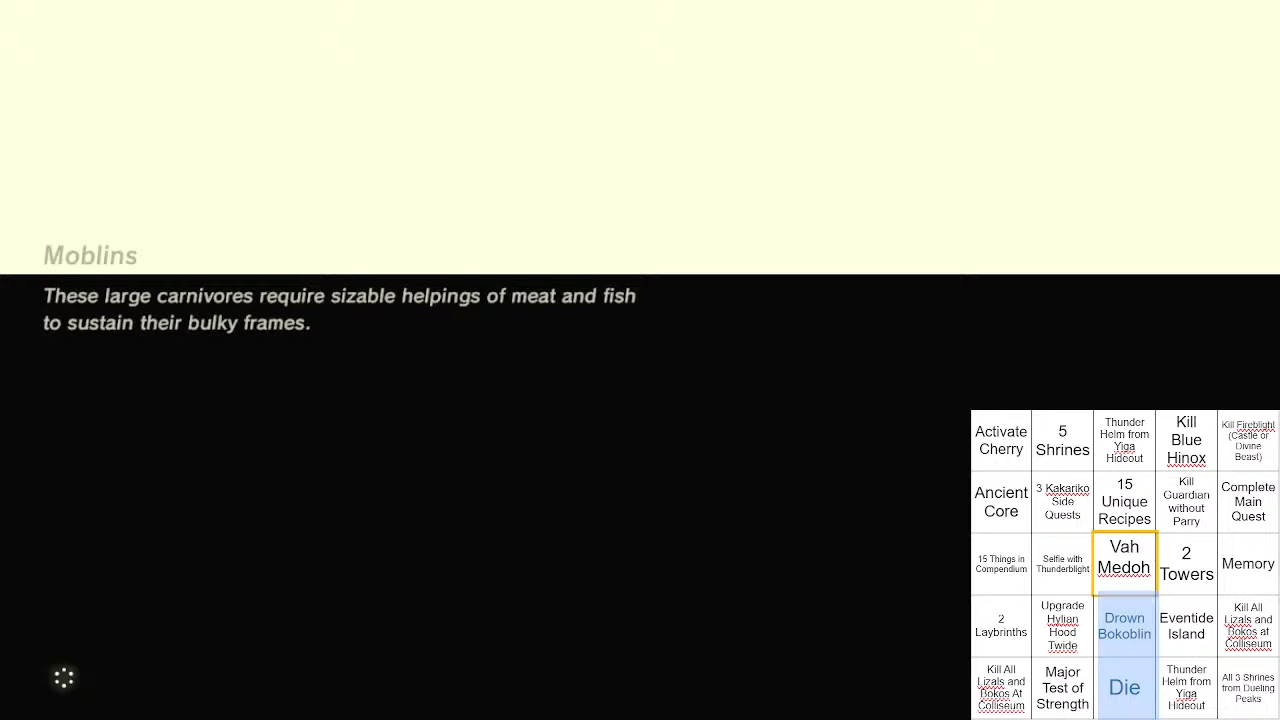 Moblins
These large carnivores require sizable helpings of meat and fish
to sustain their bulky frames.
Activate
Cherry
5
Shrines
Thunder
Helm from
Yiga
Hideout
Kill
Blue
Hinox
Kill Fireblight
(Castle or
Divine
Beast)
Ancient
Core
3 Kakariko
Side
Quests
15
Unique
Recipes
Kill
Guardian
without
Parry
Complete
Main
Quest
15 Things in
Compendium
Selfie with
Thunderblight
Vah
Medoh
2
Towers
Memory
2
Laybrinths
Upgrade
Hylian
Hood
Twide
Drown
Bokoblin
Eventide
Island
Kill All
Lizals and
Bokos at
Colliseum
Kill All
Lizals and
Bokos At
Colliseum
Major
Test of
Strength
Die
Thunder
Helm from
Yiga
Hideout
All 3 Shrines
from Dueling
Peaks